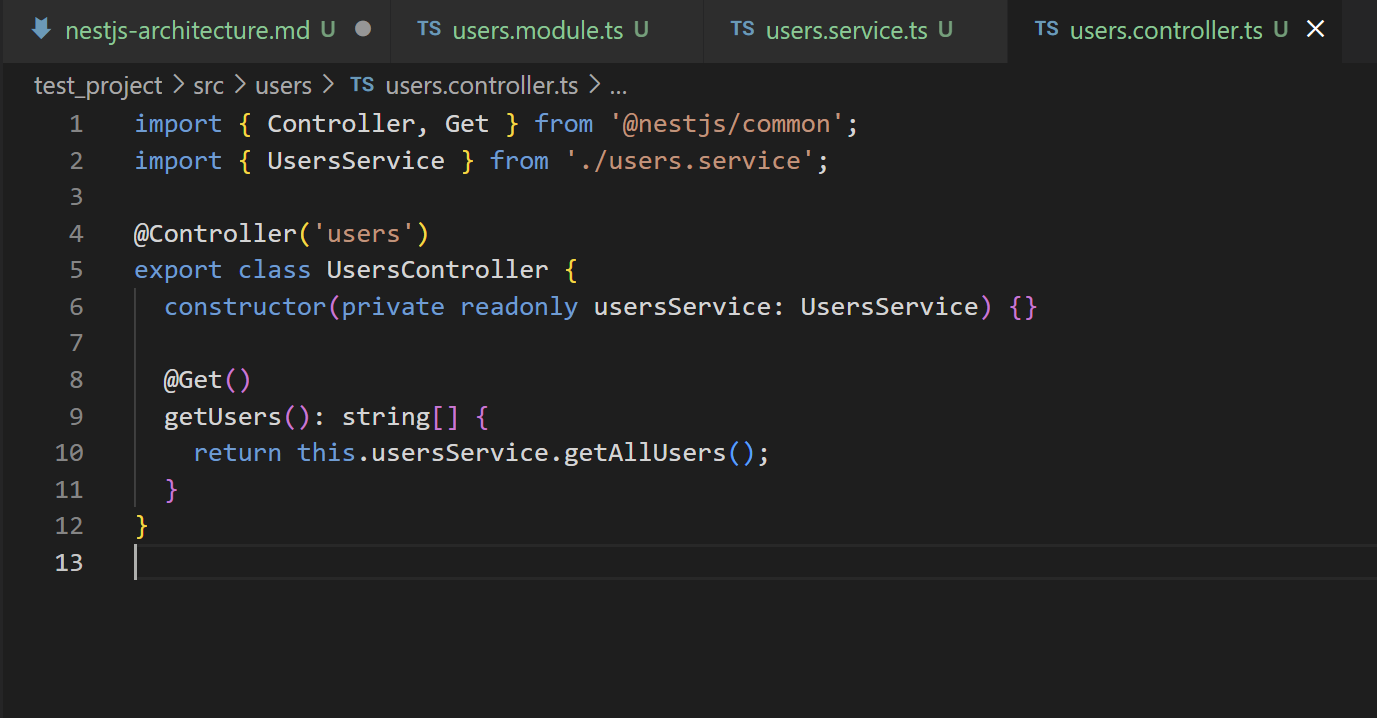 nestjs-architecture.md U ● TS users.module.ts U TS users.service.ts U TS users.controller.ts U ×
test_project > src > users > TS users.controller.ts > ...
1 import { Controller, Get } from '@nestjs/common';
2 import { UsersService } from './users.service';
3
4 @Controller('users')
5 export class UsersController {
6   constructor(private readonly usersService: UsersService) {}
7
8   @Get()
9   getUsers(): string[] {
10     return this.usersService.getAllUsers();
11   }
12 }
13